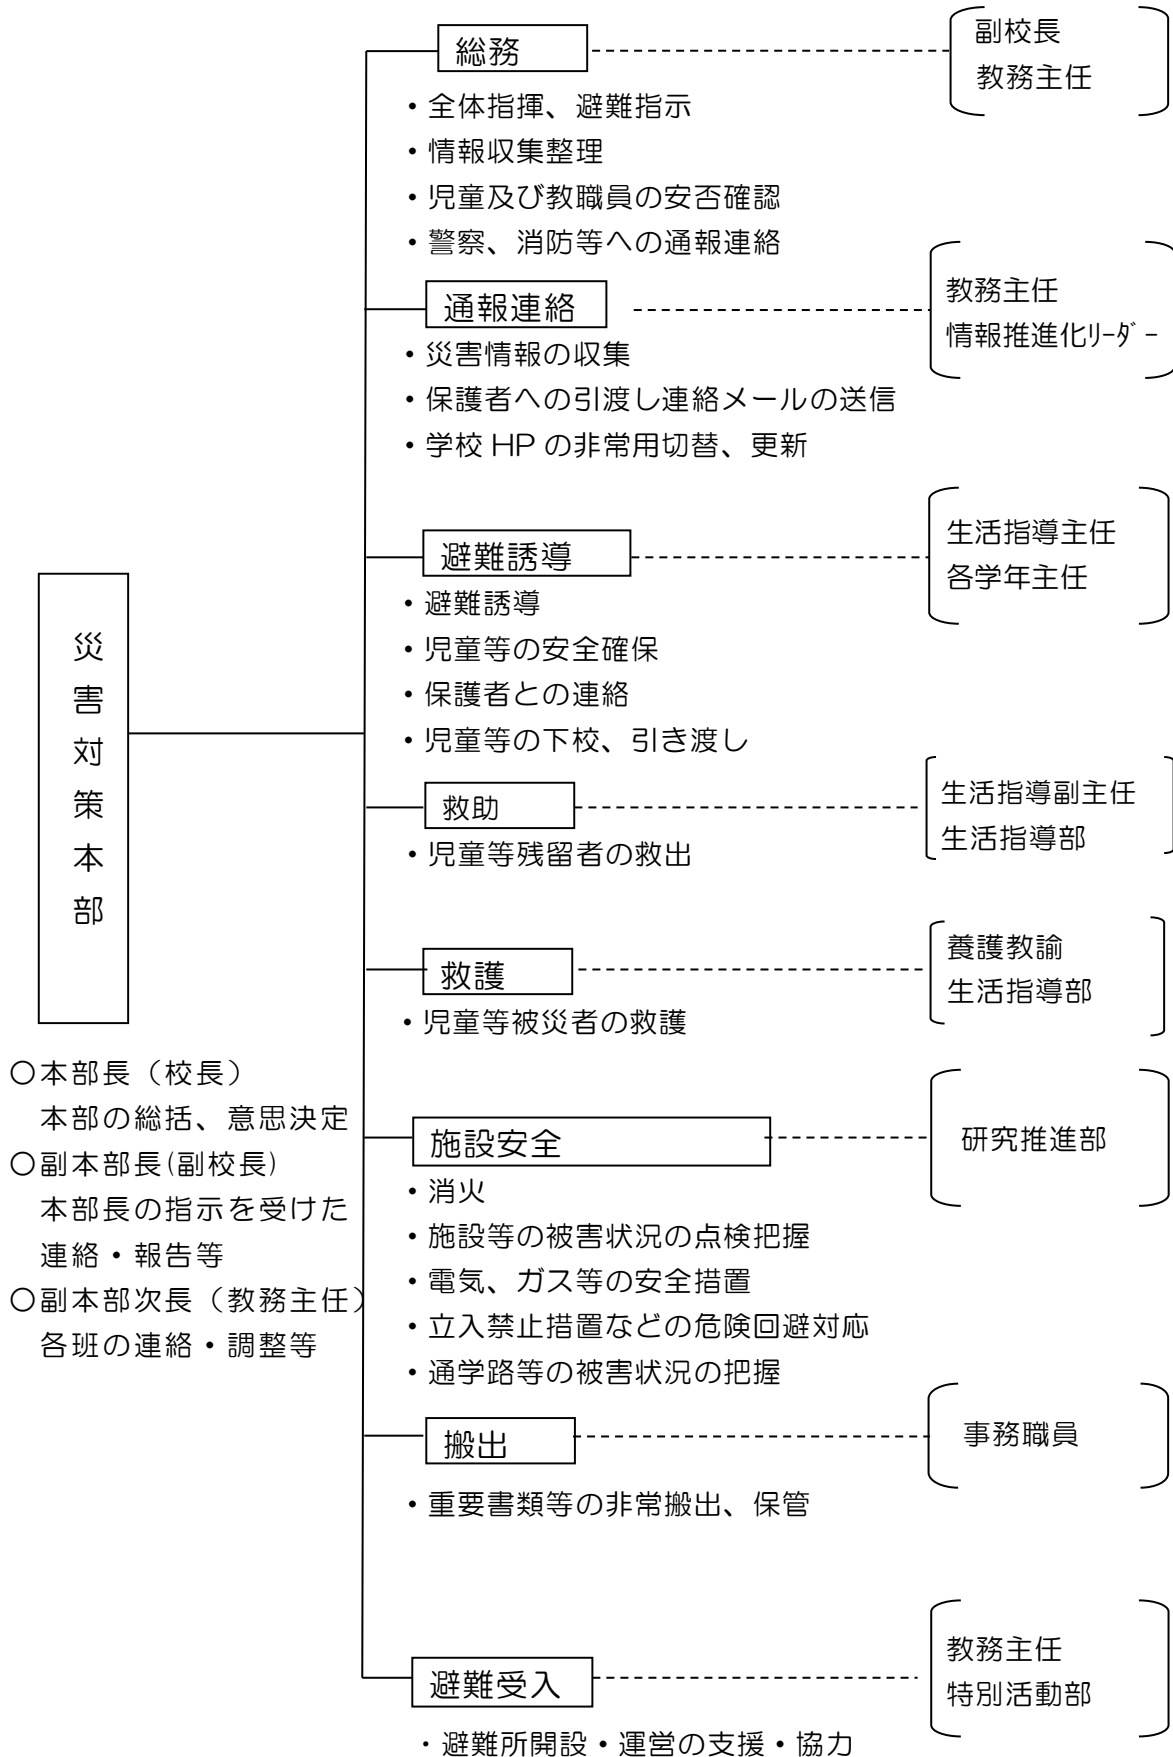 総務
副校長
教務主任
・全体指揮、避難指示
・情報収集整理
・児童及び教職員の安否確認
・警察、消防等への通報連絡
通報連絡
教務主任
情報推進化ﾘｰﾀﾞｰ
・災害情報の収集
・保護者への引渡し連絡メールの送信
・学校 HP の非常用切替、更新
避難誘導
生活指導主任
各学年主任
・避難誘導
・児童等の安全確保
・保護者との連絡
・児童等の下校、引き渡し
災害対策本部
救助
生活指導副主任
生活指導部
・児童等残留者の救出
救護
養護教諭
生活指導部
・児童等被災者の救護
〇本部長（校長）
本部の総括、意思決定
〇副本部長(副校長)
本部長の指示を受けた
連絡・報告等
〇副本部次長（教務主任）
各班の連絡・調整等
施設安全
研究推進部
・消火
・施設等の被害状況の点検把握
・電気、ガス等の安全措置
・立入禁止措置などの危険回避対応
・通学路等の被害状況の把握
搬出
事務職員
・重要書類等の非常搬出、保管
避難受入
教務主任
特別活動部
・避難所開設・運営の支援・協力